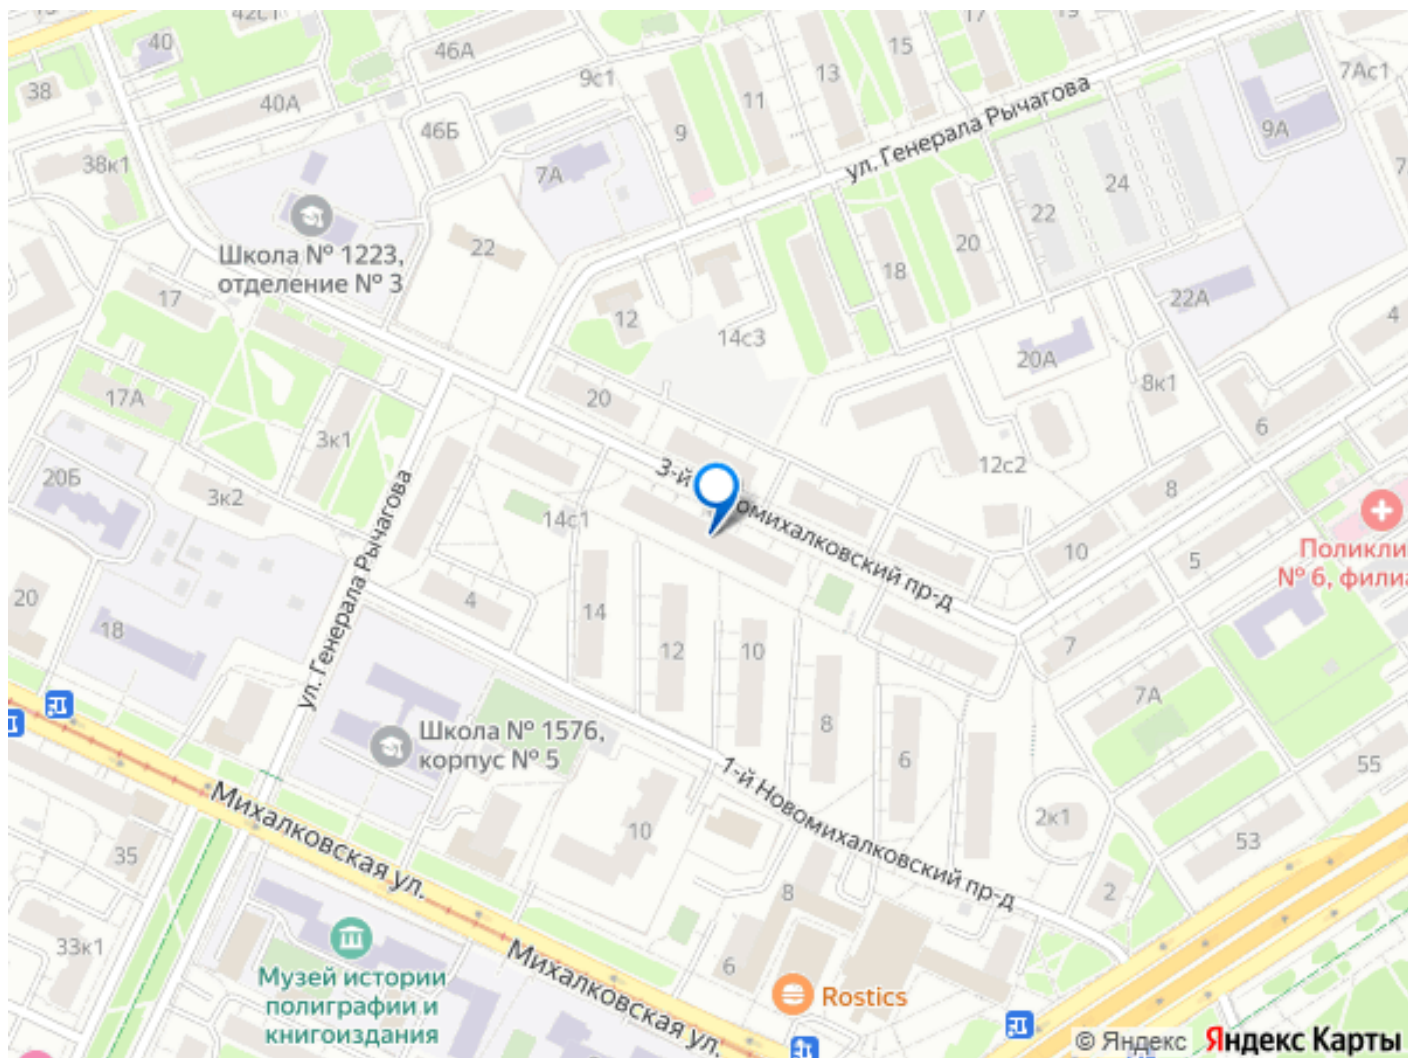 42с1
17
19
40
46А
15
9с1
13
7Ас1
38
40А
11
ул. Генерала Рычагова
46Б
9
9А
38к1
7А
24
22
Школа № 1223,
отделение № 3
22
20
18
17
22А
12
14с3
4
20А
8к1
17А
20
3к1
6
20Б
3-й Новомихалковский пр-д
12с2
3к2
8
14с1
10
5
Поликли
№ 6, филиа
ул. Генерала Рычагова
20
4
14
18
12
10
7
7А
8
Школа № 1576,
корпус № 5
6
1-й Новомихалковский пр-д
55
Михалковская ул.
10
2к1
53
35
8
2
33к1
Музей истории
полиграфии и
книгоиздания
Михалковская ул.
6
Rostics
© Яндекс Яндекс Карты